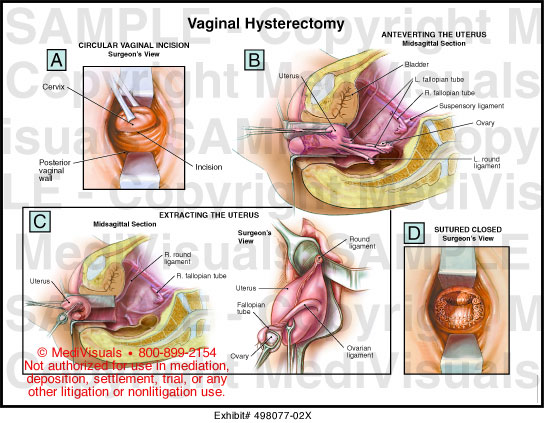 Vaginal Hysterectomy
A
CIRCULAR VAGINAL INCISION
Surgeon's View
Cervix
Posterior
vaginal
wall
Incision
B
ANTEVERTING THE UTERUS
Midsagittal Section
Bladder
Uterus
L. fallopian tube
R. fallopian tube
Suspensory ligament
Ovary
L. round
ligament
C
EXTRACTING THE UTERUS
Midsagittal Section
R. round
ligament
Uterus
R. fallopian tube
Surgeon's
View
Round
ligament
Uterus
Fallopian
tube
Ovary
Ovarian
ligament
D
SUTURED CLOSED
Surgeon's View
SAMPLE - Copyright MediVisuals
© MediVisuals • 800-899-2154
Not authorized for use in mediation,
deposition, settlement, trial, or any
other litigation or nonlitigation use.
Exhibit# 498077-02X